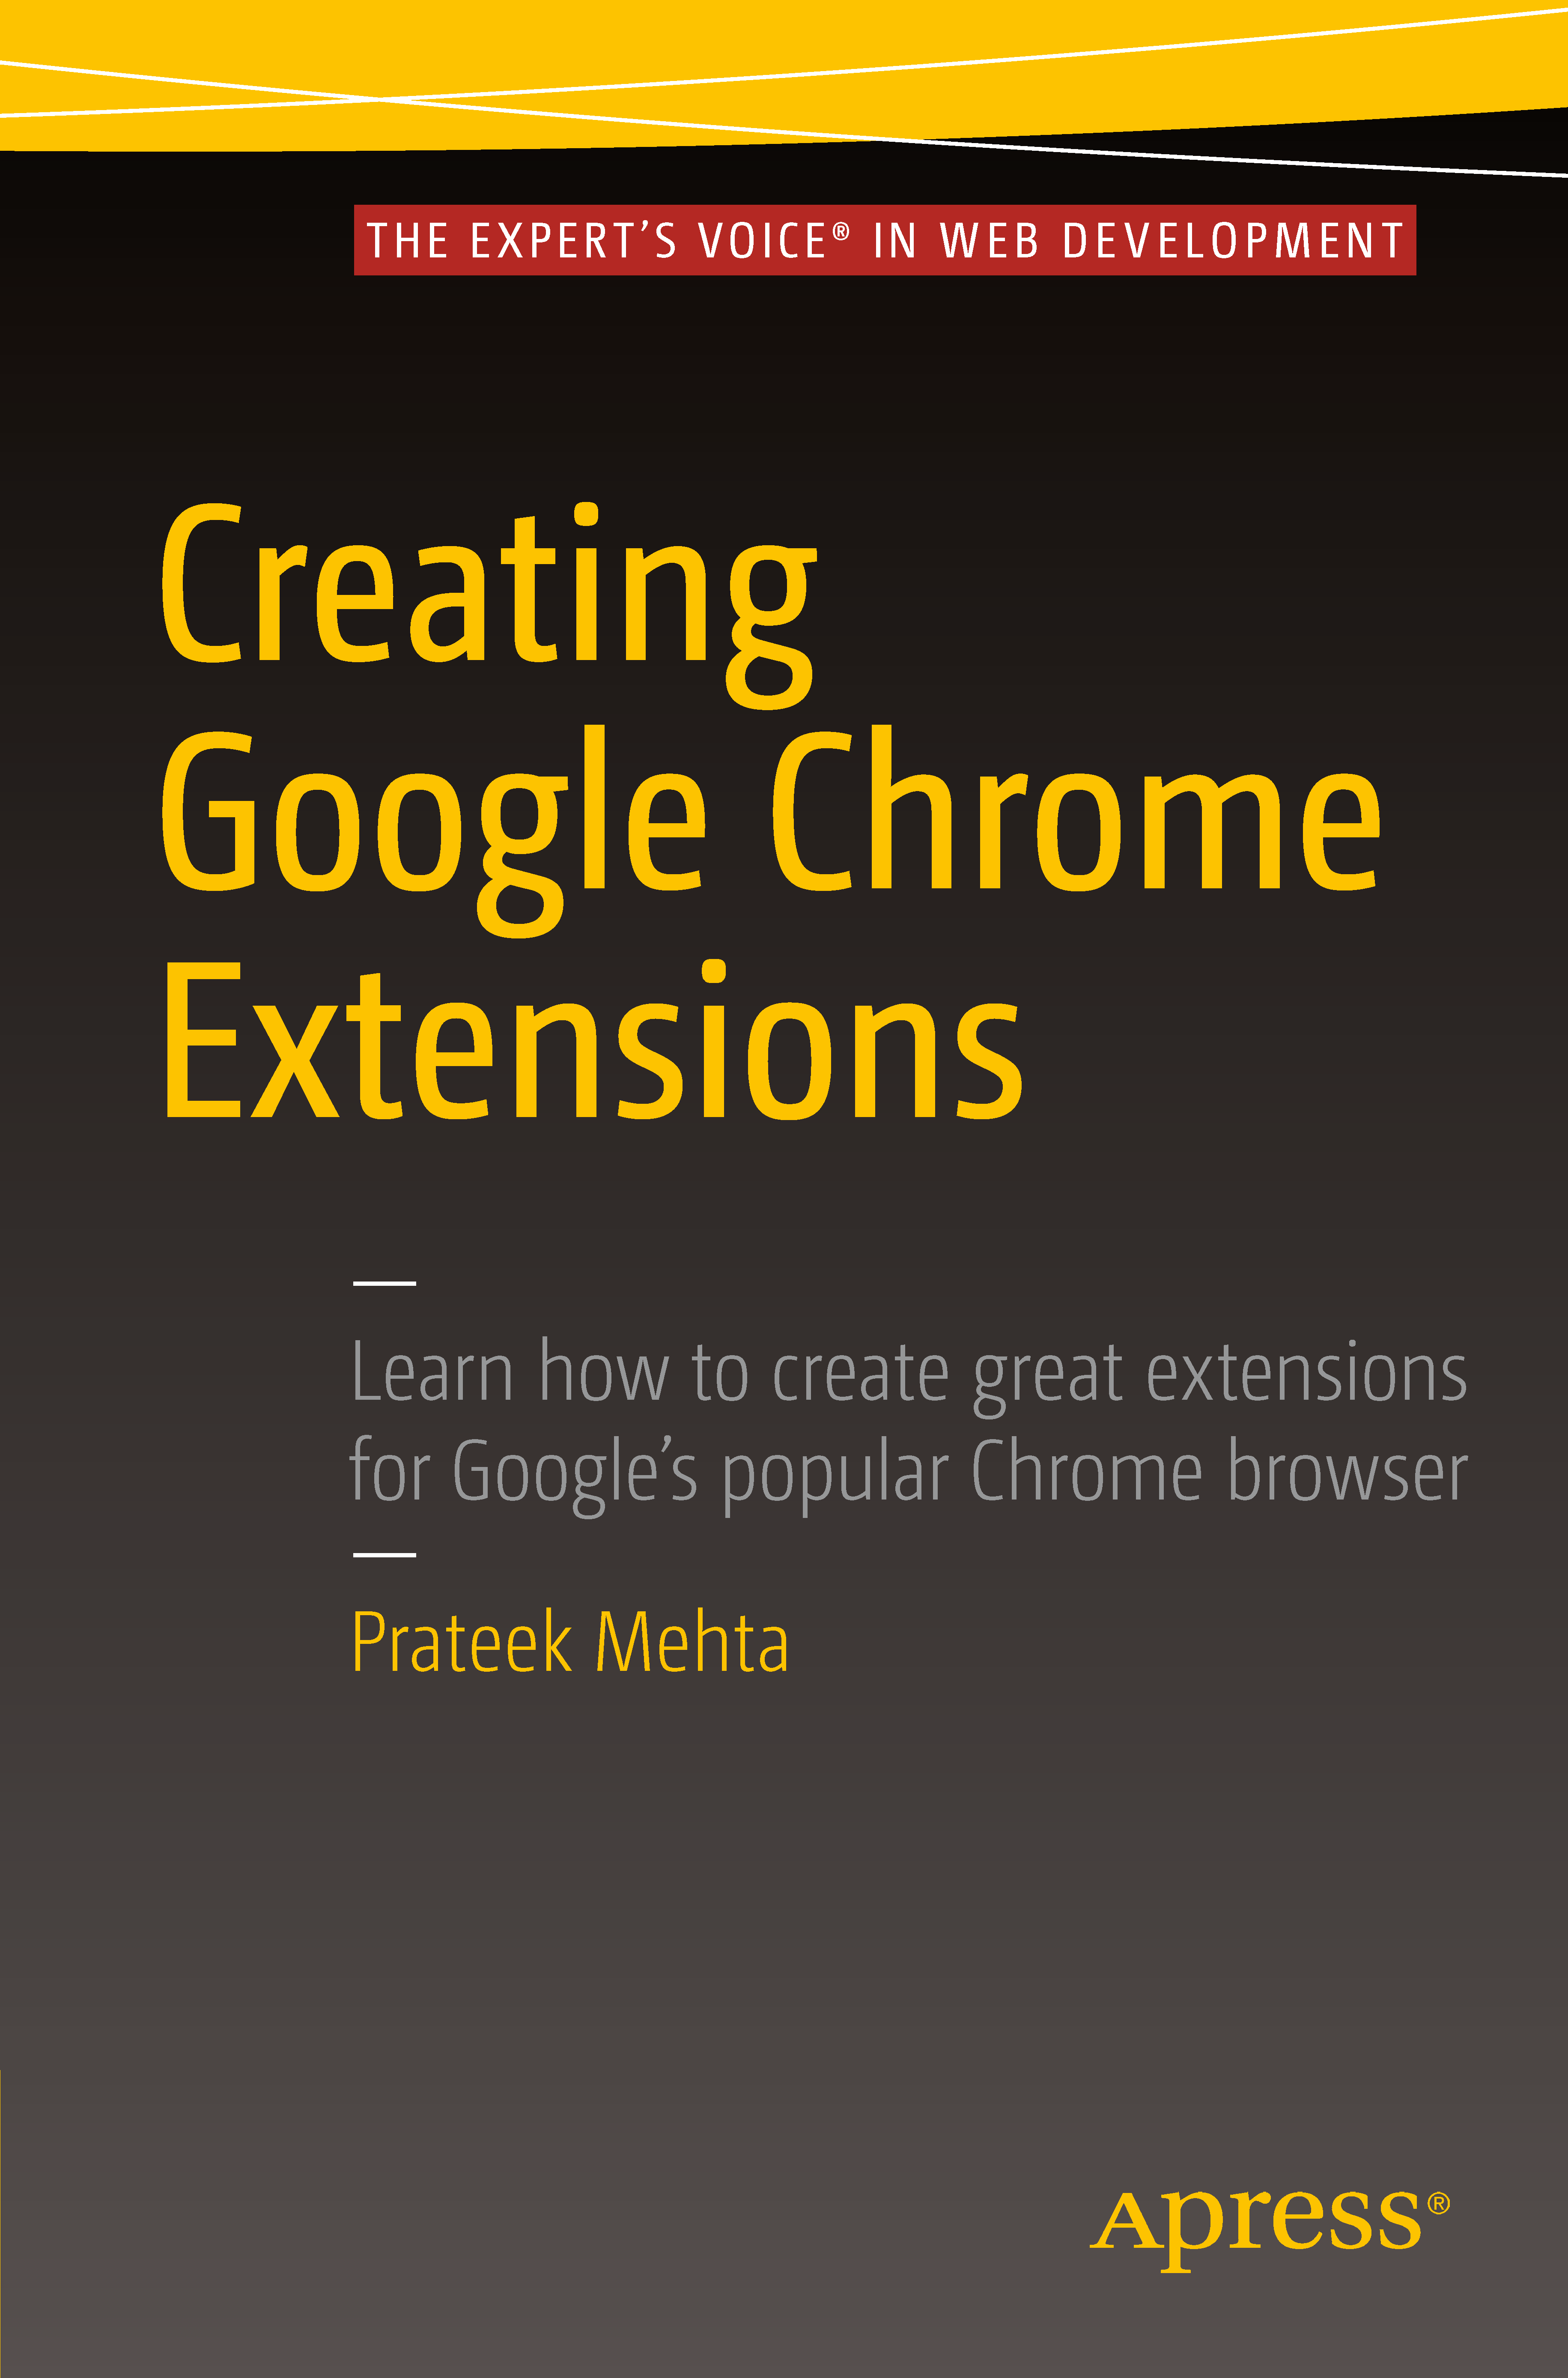 THE EXPERT’S VOICE® IN WEB DEVELOPMENT
Creating
Google Chrome
Extensions
Learn how to create great extensions
for Google’s popular Chrome browser
Prateek Mehta
Apress®